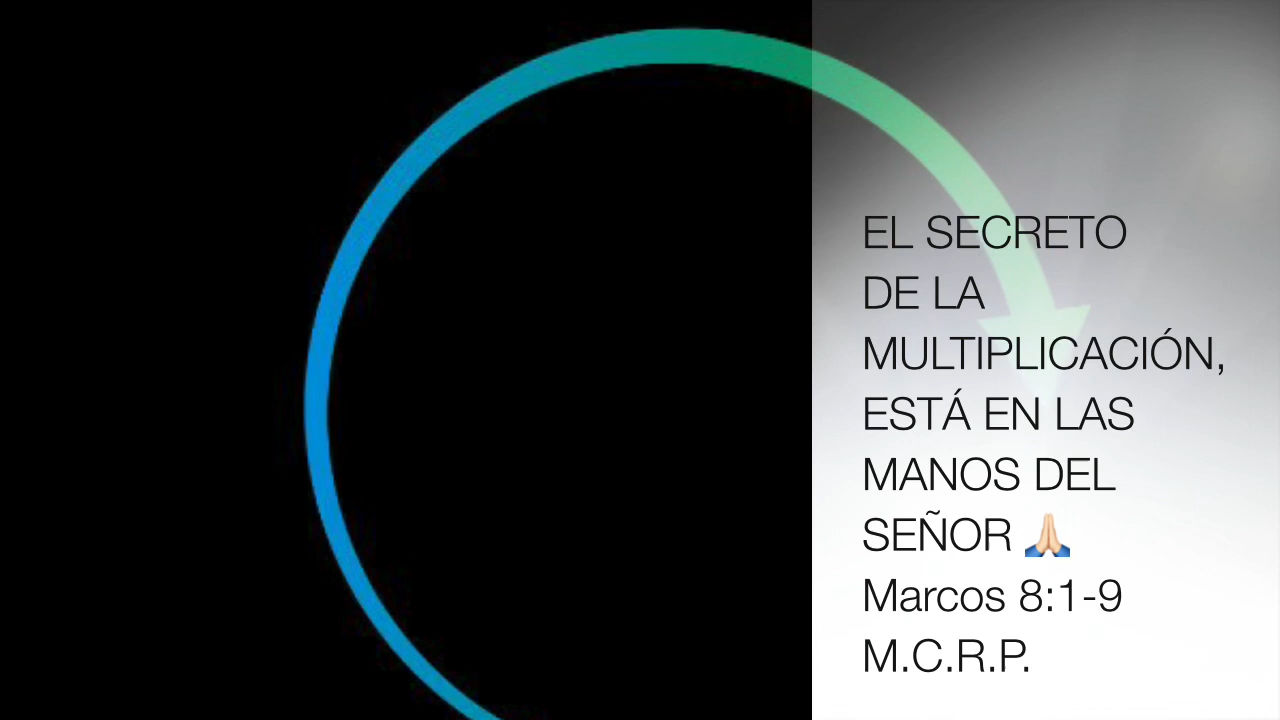 EL SECRETO
DE LA
MULTIPLICACIÓN,
ESTÁ EN LAS
MANOS DEL
SEÑOR 🙏🏻
Marcos 8:1-9
M.C.R.P.